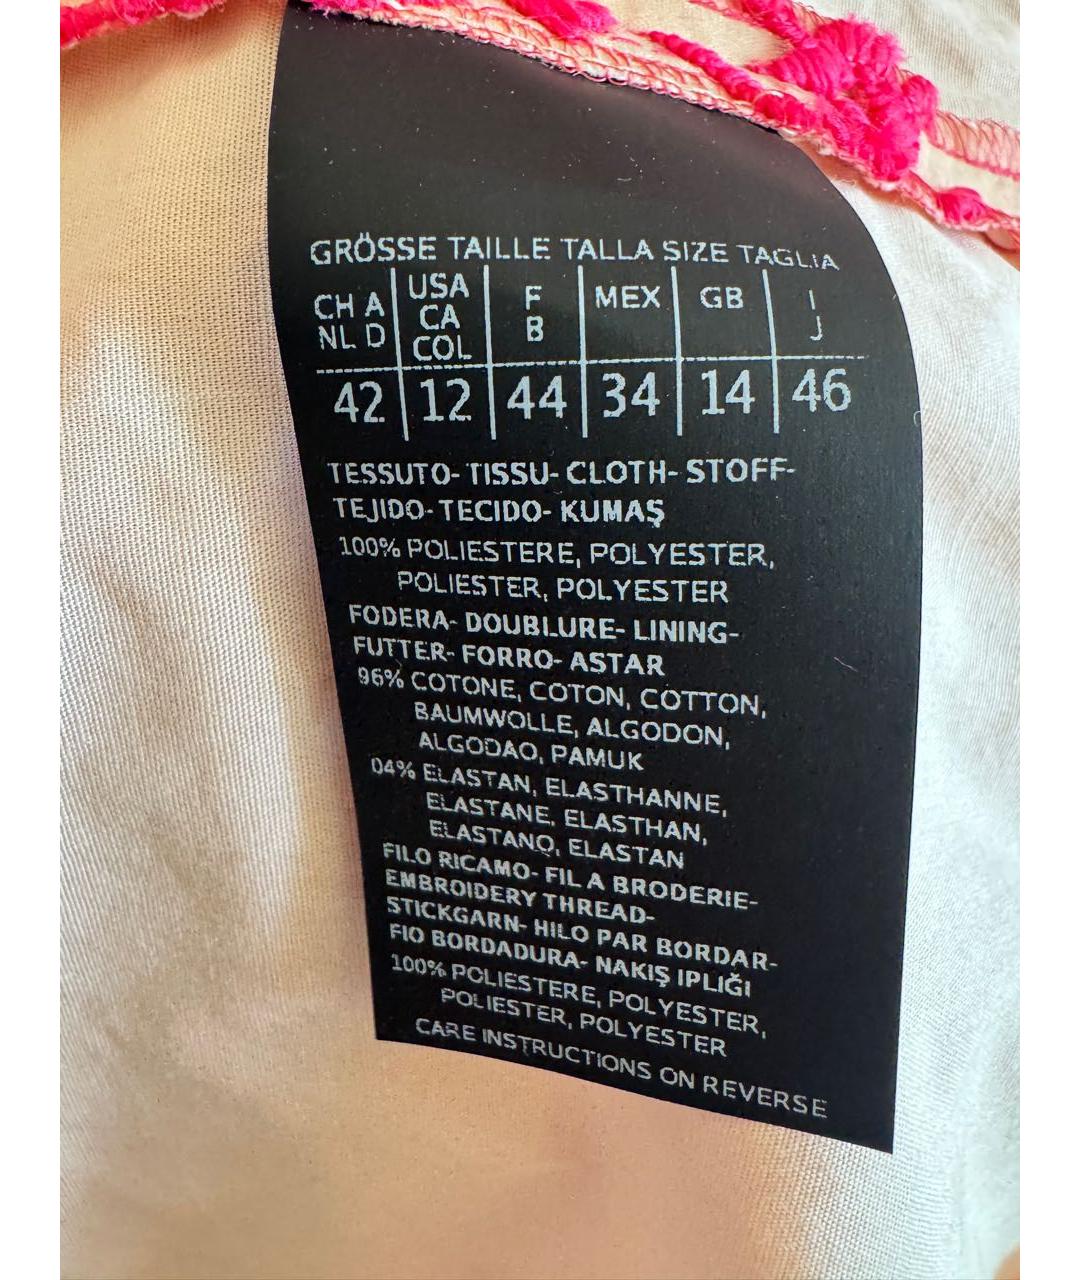 GRÖSSE TAILLE TALLA SIZE TAGLIA
CH A NL D | USA CA COL | F B | MEX | GB | I J
42 | 12 | 44 | 34 | 14 | 46
TESSUTO- TISSU- CLOTH- STOFF-
TEJIDO- TECIDO- KUMAŞ
100% POLIESTERE, POLYESTER,
POLIESTER, POLYESTER
FODERA- DOUBLURE- LINING-
FUTTER- FORRO- ASTAR
96% COTONE, COTON, COTTON,
BAUMWOLLE, ALGODON,
ALGODAO, PAMUK
04% ELASTAN, ELASTHANNE,
ELASTANE, ELASTHAN,
ELASTANO, ELASTAN
FILO RICAMO- FIL A BRODERIE-
EMBROIDERY THREAD-
STICKGARN- HILO PAR BORDAR-
FIO BORDADURA- NAKIŞ IPLIĞI
100% POLIESTERE, POLYESTER,
POLIESTER, POLYESTER
CARE INSTRUCTIONS ON REVERSE